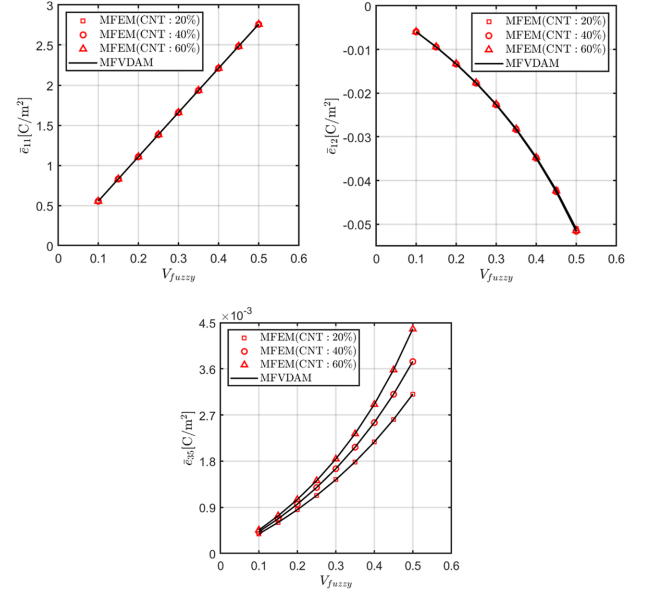 3
2.5
2
1.5
1
0.5
0
0 0.1 0.2 0.3 0.4 0.5 0.6
ē₁₁[C/m²]
V_fuzzy
MFEM(CNT : 20%)
MFEM(CNT : 40%)
MFEM(CNT : 60%)
MFVDAM
0
-0.01
-0.02
-0.03
-0.04
-0.05
0 0.1 0.2 0.3 0.4 0.5 0.6
ē₁₂[C/m²]
V_fuzzy
MFEM(CNT : 20%)
MFEM(CNT : 40%)
MFEM(CNT : 60%)
MFVDAM
×10⁻³
4.5
3.6
2.7
1.8
0.9
0
0 0.1 0.2 0.3 0.4 0.5 0.6
ē₃₅[C/m²]
V_fuzzy
MFEM(CNT : 20%)
MFEM(CNT : 40%)
MFEM(CNT : 60%)
MFVDAM